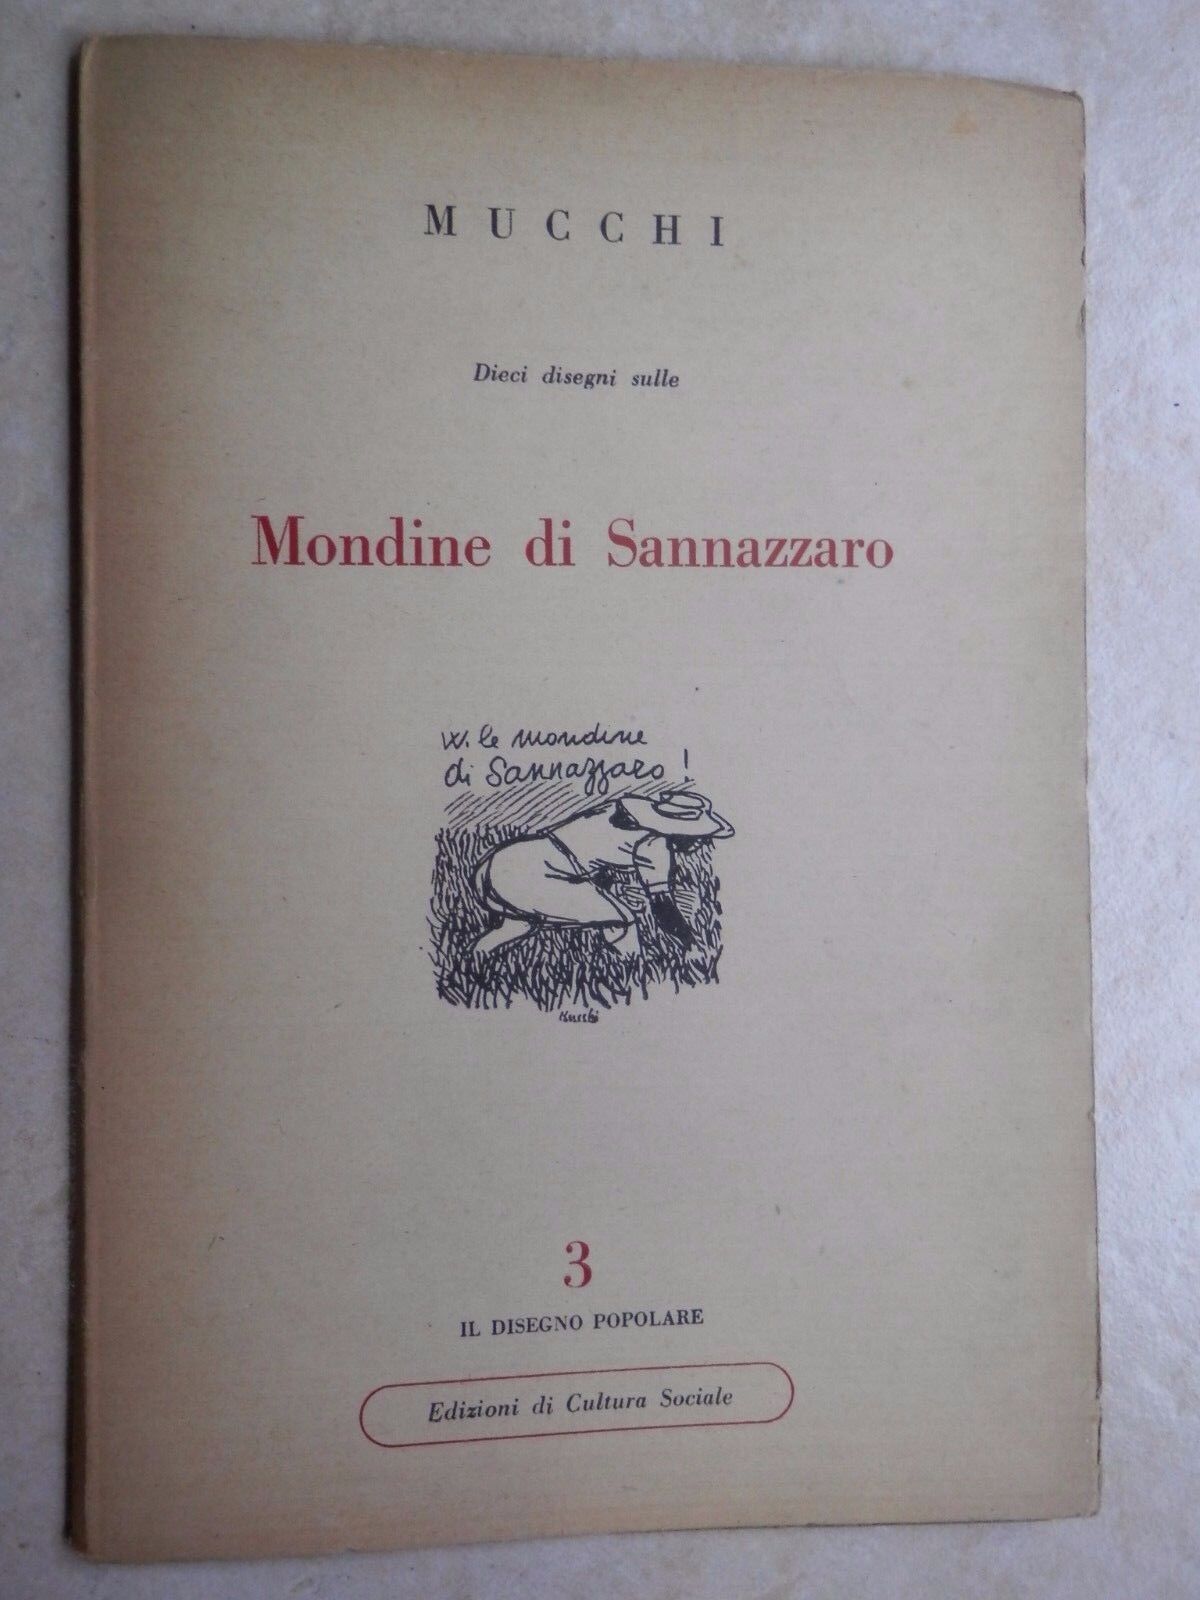 MUCCHI
Dieci disegni sulle
Mondine di Sannazzaro
W. le mondine
di Sannazzaro !
Mucchi
3
IL DISEGNO POPOLARE
Edizioni di Cultura Sociale